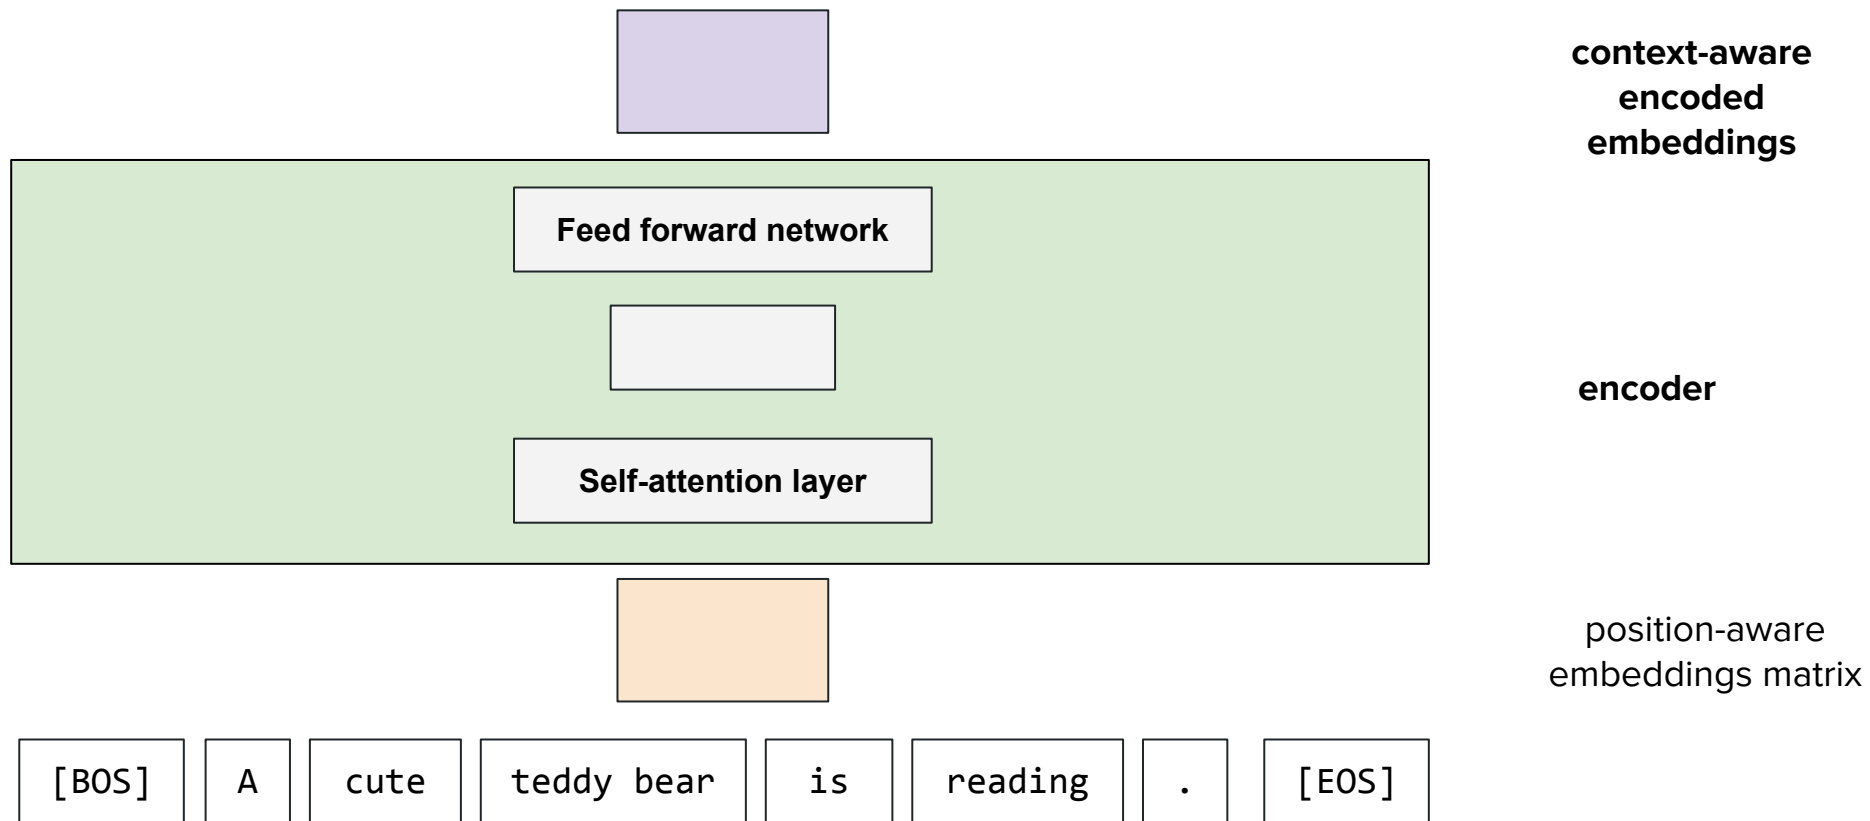 context-aware
encoded
embeddings
Feed forward network
encoder
Self-attention layer
position-aware
embeddings matrix
[BOS] A cute teddy bear is reading . [EOS]